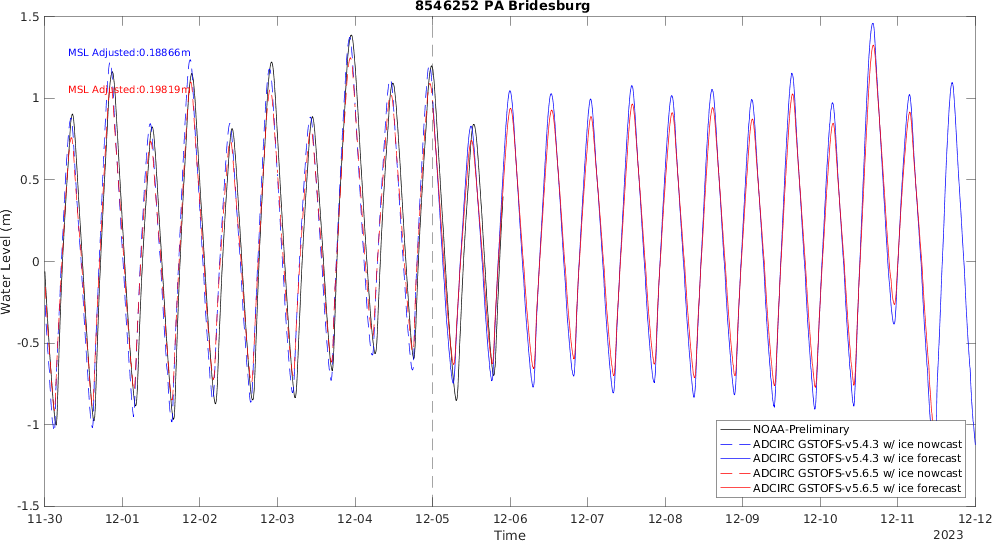 8546252 PA Bridesburg
1.5
MSL Adjusted:0.18866m
MSL Adjusted:0.19819m
1
0.5
Water Level (m)
0
-0.5
-1
-1.5
NOAA-Preliminary
ADCIRC GSTOFS-v5.4.3 w/ ice nowcast
ADCIRC GSTOFS-v5.4.3 w/ ice forecast
ADCIRC GSTOFS-v5.6.5 w/ ice nowcast
ADCIRC GSTOFS-v5.6.5 w/ ice forecast
11-30 12-01 12-02 12-03 12-04 12-05 12-06 12-07 12-08 12-09 12-10 12-11 12-12
Time
2023